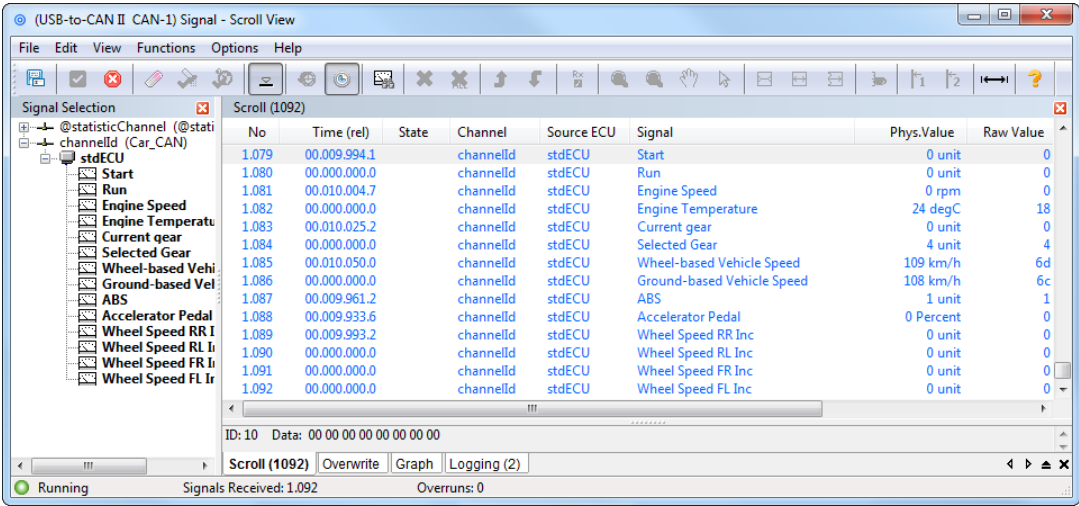 (USB-to-CAN II CAN-1) Signal - Scroll View
File Edit View Functions Options Help
Signal Selection
@statisticChannel (@stati
channelId (Car_CAN)
stdECU
Start
Run
Engine Speed
Engine Temperatu
Current gear
Selected Gear
Wheel-based Vehi
Ground-based Vel
ABS
Accelerator Pedal
Wheel Speed RR I
Wheel Speed RL I
Wheel Speed FR I
Wheel Speed FL Ir
Scroll (1092)
No Time (rel) State Channel Source ECU Signal Phys.Value Raw Value
1.079 00.009.994.1 channelId stdECU Start 0 unit 0
1.080 00.000.000.0 channelId stdECU Run 0 unit 0
1.081 00.010.004.7 channelId stdECU Engine Speed 0 rpm 0
1.082 00.000.000.0 channelId stdECU Engine Temperature 24 degC 18
1.083 00.010.025.2 channelId stdECU Current gear 0 unit 0
1.084 00.000.000.0 channelId stdECU Selected Gear 4 unit 4
1.085 00.010.050.0 channelId stdECU Wheel-based Vehicle Speed 109 km/h 6d
1.086 00.000.000.0 channelId stdECU Ground-based Vehicle Speed 108 km/h 6c
1.087 00.009.961.2 channelId stdECU ABS 1 unit 1
1.088 00.009.933.6 channelId stdECU Accelerator Pedal 0 Percent 0
1.089 00.009.993.2 channelId stdECU Wheel Speed RR Inc 0 unit 0
1.090 00.000.000.0 channelId stdECU Wheel Speed RL Inc 0 unit 0
1.091 00.000.000.0 channelId stdECU Wheel Speed FR Inc 0 unit 0
1.092 00.000.000.0 channelId stdECU Wheel Speed FL Inc 0 unit 0
ID: 10 Data: 00 00 00 00 00 00 00 00
Scroll (1092) Overwrite Graph Logging (2)
Running Signals Received: 1.092 Overruns: 0